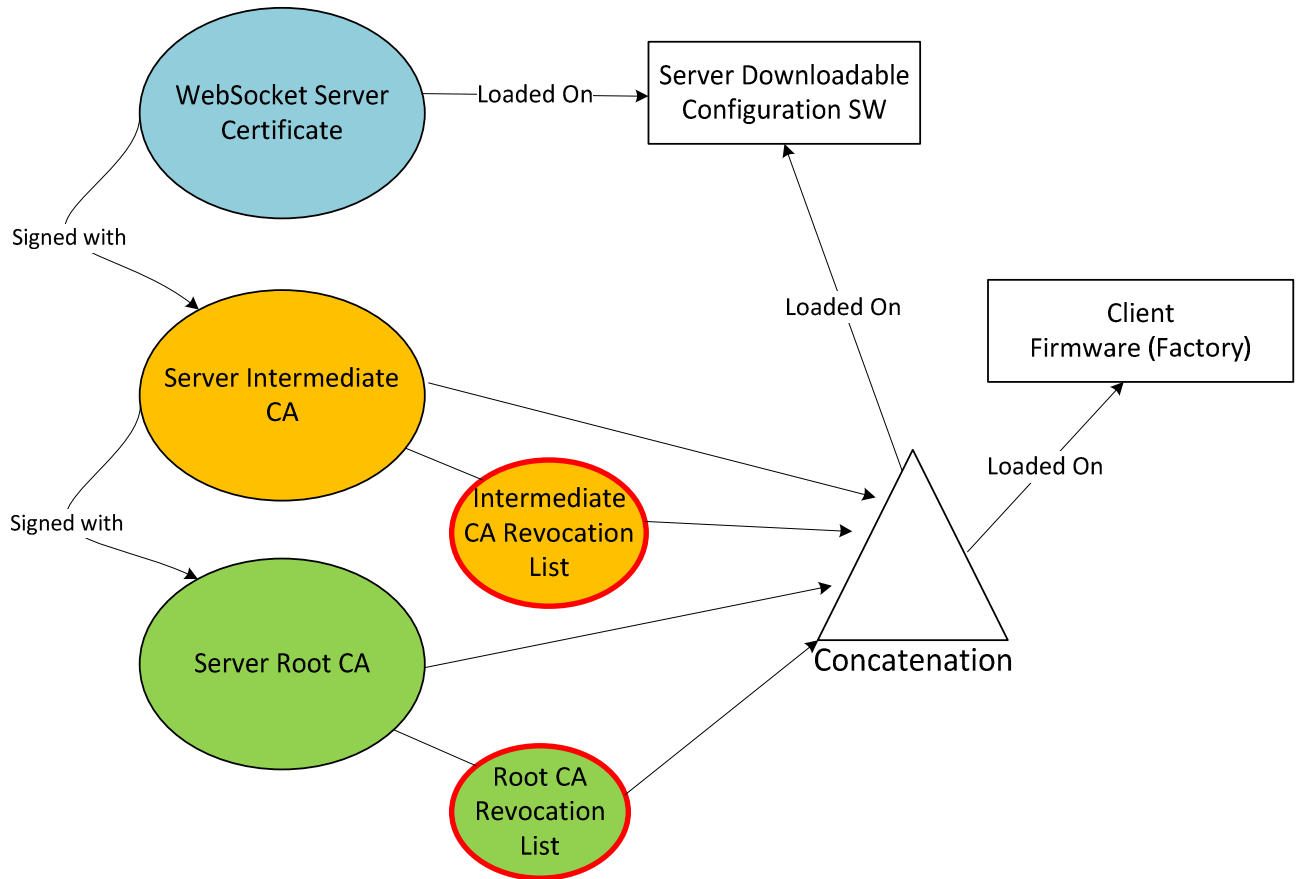 WebSocket Server
Certificate
Loaded On
Server Downloadable
Configuration SW
Signed with
Loaded On
Client
Firmware (Factory)
Server Intermediate
CA
Loaded On
Intermediate
CA Revocation
List
Signed with
Server Root CA
Concatenation
Root CA
Revocation
List